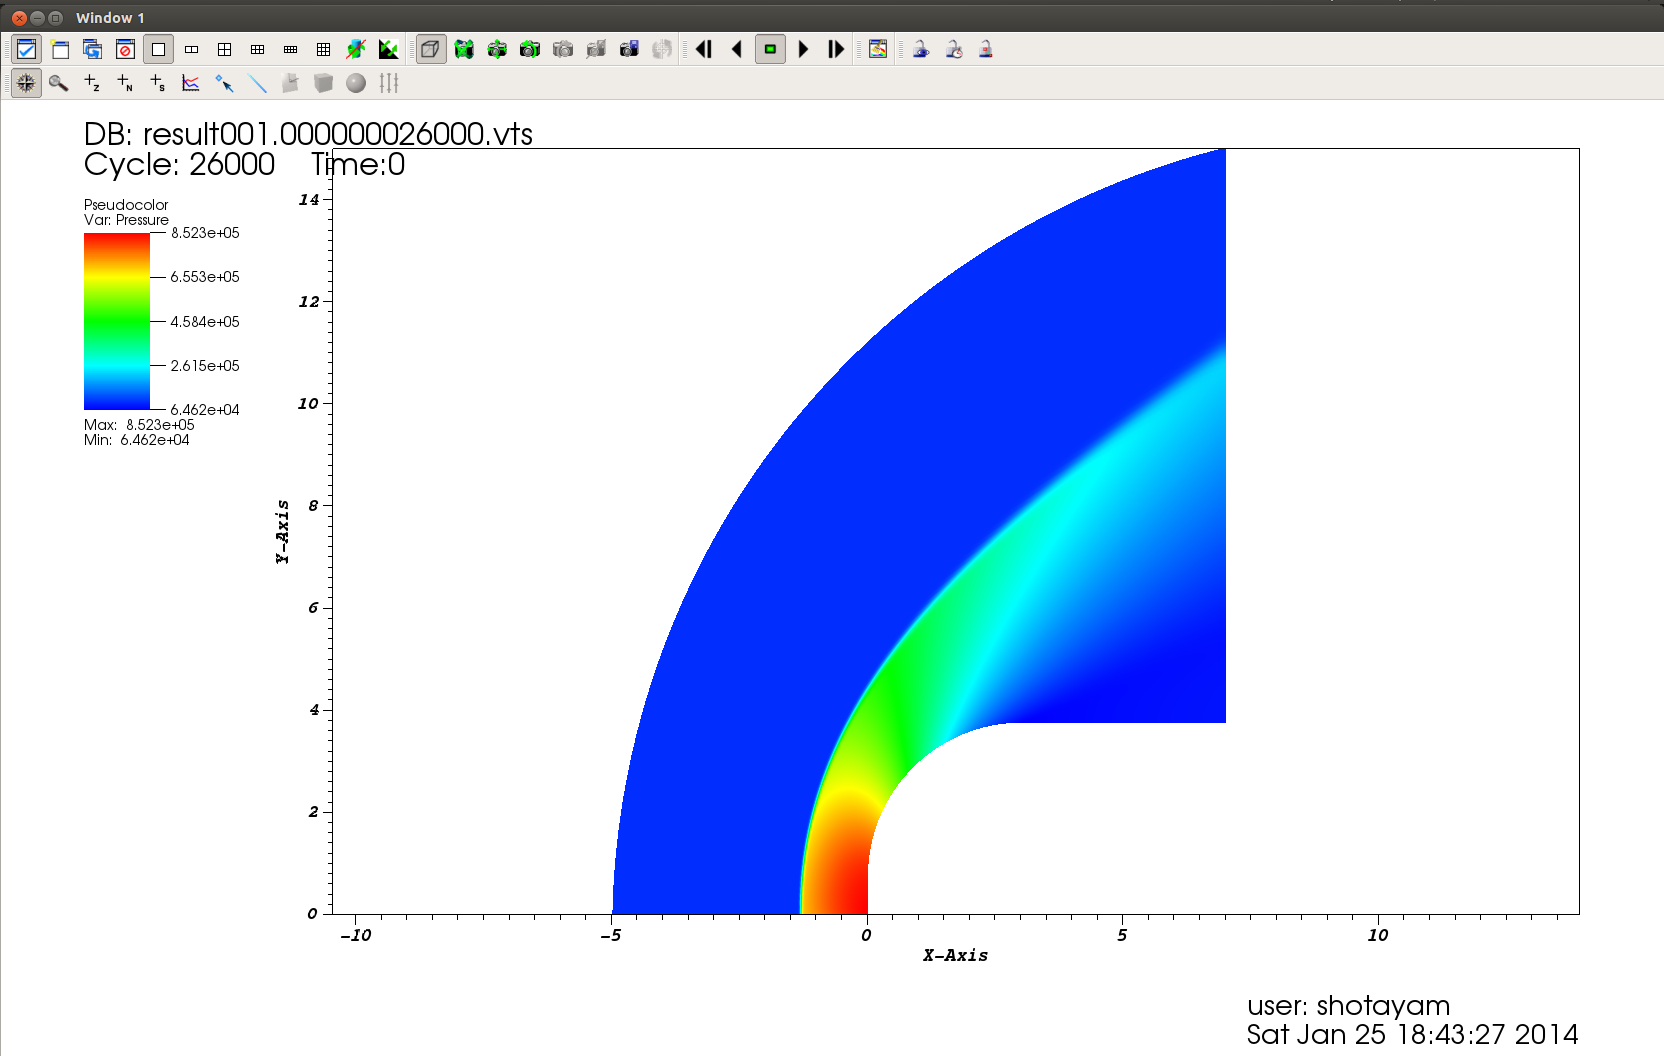 Window 1
DB: result001.000000026000.vts
Cycle: 26000 Time:0
Pseudocolor
Var: Pressure
8.523e+05
6.553e+05
4.584e+05
2.615e+05
6.462e+04
Max: 8.523e+05
Min: 6.462e+04
Y-Axis
14
12
10
8
6
4
2
0
-10
-5
0
5
10
X-Axis
user: shotayam
Sat Jan 25 18:43:27 2014